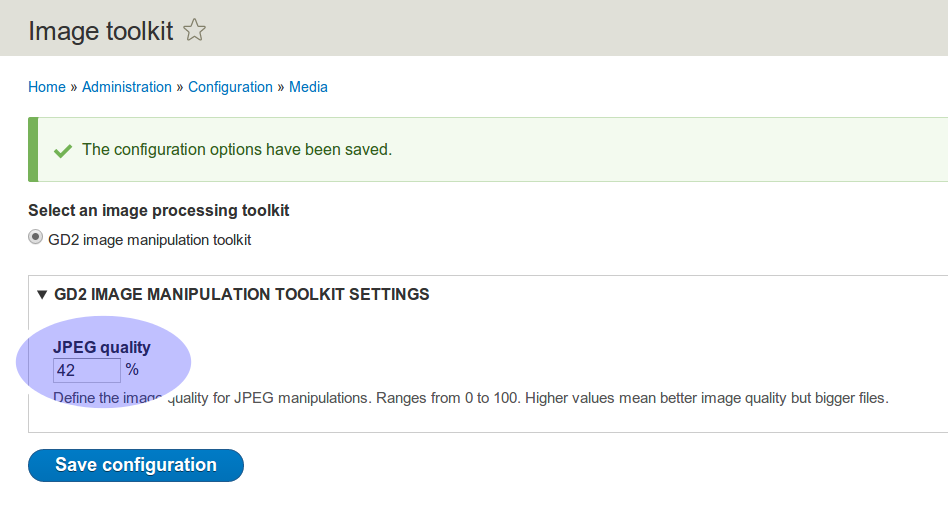 Image toolkit
Home » Administration » Configuration » Media
The configuration options have been saved.
Select an image processing toolkit
GD2 image manipulation toolkit
GD2 IMAGE MANIPULATION TOOLKIT SETTINGS
JPEG quality
42 %
Define the image quality for JPEG manipulations. Ranges from 0 to 100. Higher values mean better image quality but bigger files.
Save configuration